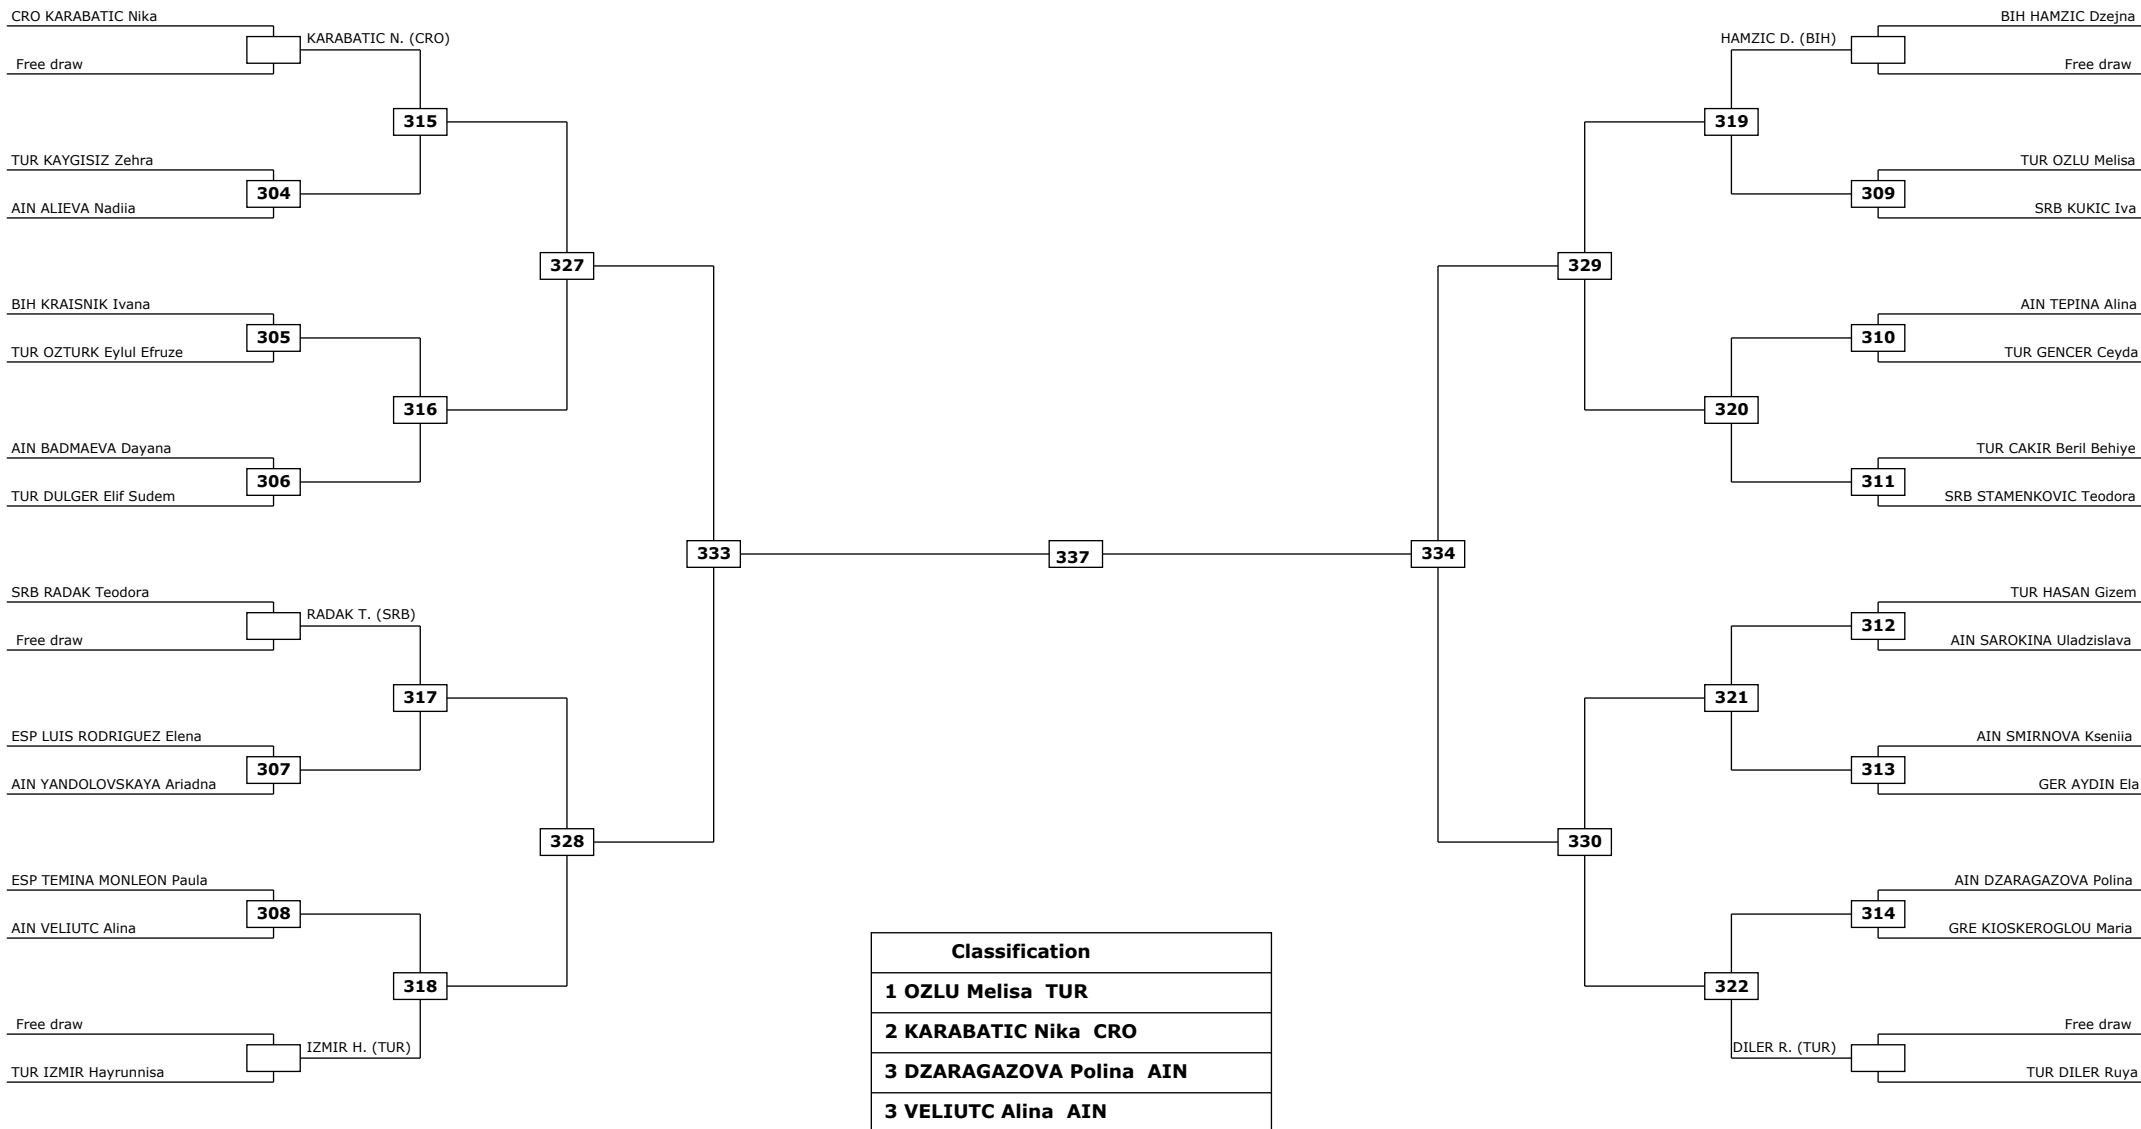 CRO KARABATIC Nika
KARABATIC N. (CRO)
Free draw
315
TUR KAYGISIZ Zehra
304
AIN ALIEVA Nadiia
327
BIH KRAISNIK Ivana
305
TUR OZTURK Eylul Efruze
316
AIN BADMAEVA Dayana
306
TUR DULGER Elif Sudem
333
SRB RADAK Teodora
RADAK T. (SRB)
Free draw
317
ESP LUIS RODRIGUEZ Elena
307
AIN YANDOLOVSKAYA Ariadna
328
ESP TEMINA MONLEON Paula
308
AIN VELIUTC Alina
318
Free draw
IZMIR H. (TUR)
TUR IZMIR Hayrunnisa
337
BIH HAMZIC Dzejna
HAMZIC D. (BIH)
Free draw
319
TUR OZLU Melisa
309
SRB KUKIC Iva
329
AIN TEPINA Alina
310
TUR GENCER Ceyda
320
TUR CAKIR Beril Behiye
311
SRB STAMENKOVIC Teodora
334
TUR HASAN Gizem
312
AIN SAROKINA Uladzislava
321
AIN SMIRNOVA Kseniia
313
GER AYDIN Ela
330
AIN DZARAGAZOVA Polina
314
GRE KIOSKEROGLOU Maria
322
Free draw
DILER R. (TUR)
TUR DILER Ruya
Classification
1 OZLU Melisa TUR
2 KARABATIC Nika CRO
3 DZARAGAZOVA Polina AIN
3 VELIUTC Alina AIN